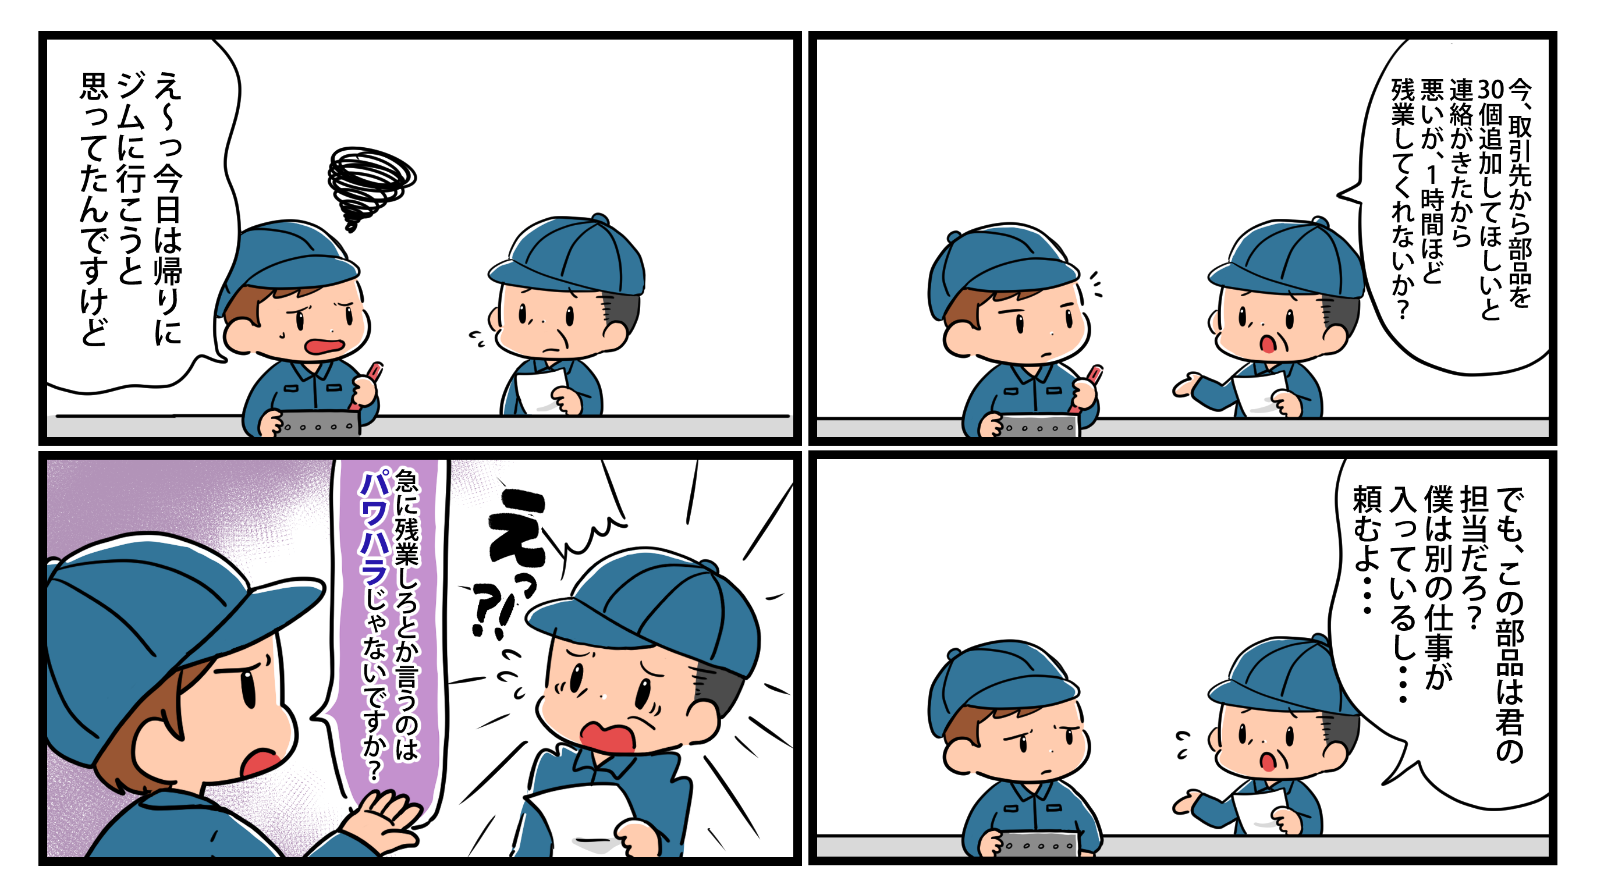 今、取引先から部品を
30個追加してほしいと
連絡がきたから
悪いが、1時間ほど
残業してくれないか？
え～っ今日は帰りに
ジムに行こうと
思ってたんですけど
でも、この部品は君の
担当だろ？
僕は別の仕事が
入っているし・・・
頼むよ・・・
急に残業しろとか言うのは
パワハラじゃないですか？
えっ
?!